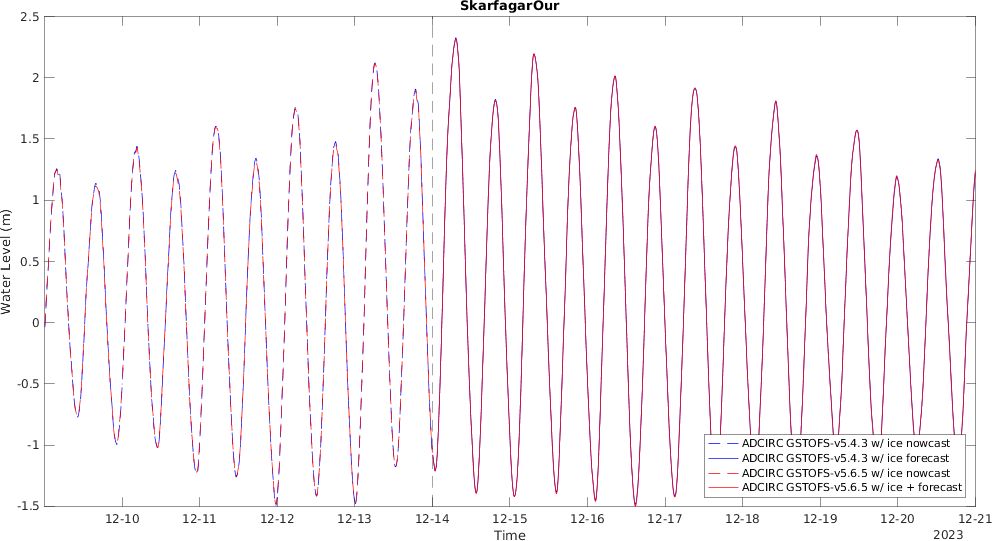 SkarfagarOur
2.5
2
1.5
1
0.5
0
-0.5
-1
-1.5
Water Level (m)
ADCIRC GSTOFS-v5.4.3 w/ ice nowcast
ADCIRC GSTOFS-v5.4.3 w/ ice forecast
ADCIRC GSTOFS-v5.6.5 w/ ice nowcast
ADCIRC GSTOFS-v5.6.5 w/ ice + forecast
12-10 12-11 12-12 12-13 12-14 12-15 12-16 12-17 12-18 12-19 12-20 12-21
Time
2023